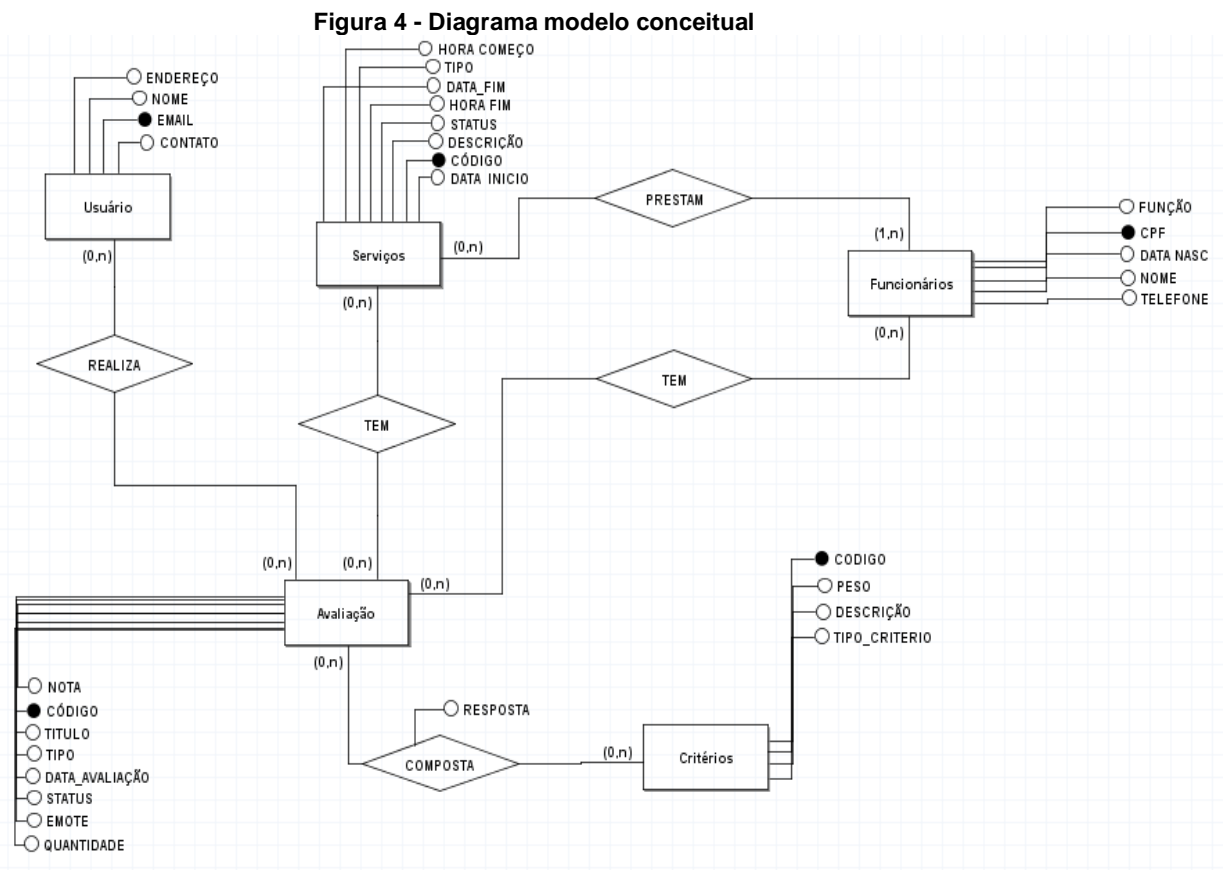 Figura 4 - Diagrama modelo conceitual
HORA COMEÇO
TIPO
DATA_FIM
HORA FIM
STATUS
DESCRIÇÃO
CÓDIGO
DATA INICIO
ENDEREÇO
NOME
EMAIL
CONTATO
Usuário
(0,n)
Serviços
(0,n)
(0,n)
PRESTAM
(1,n)
Funcionários
(0,n)
FUNÇÃO
CPF
DATA NASC
NOME
TELEFONE
REALIZA
TEM
TEM
(0,n)
(0,n)
(0,n)
Avaliação
(0,n)
NOTA
CÓDIGO
TITULO
TIPO
DATA_AVALIAÇÃO
STATUS
EMOTE
QUANTIDADE
RESPOSTA
COMPOSTA
(0,n)
Critérios
CODIGO
PESO
DESCRIÇÃO
TIPO_CRITERIO